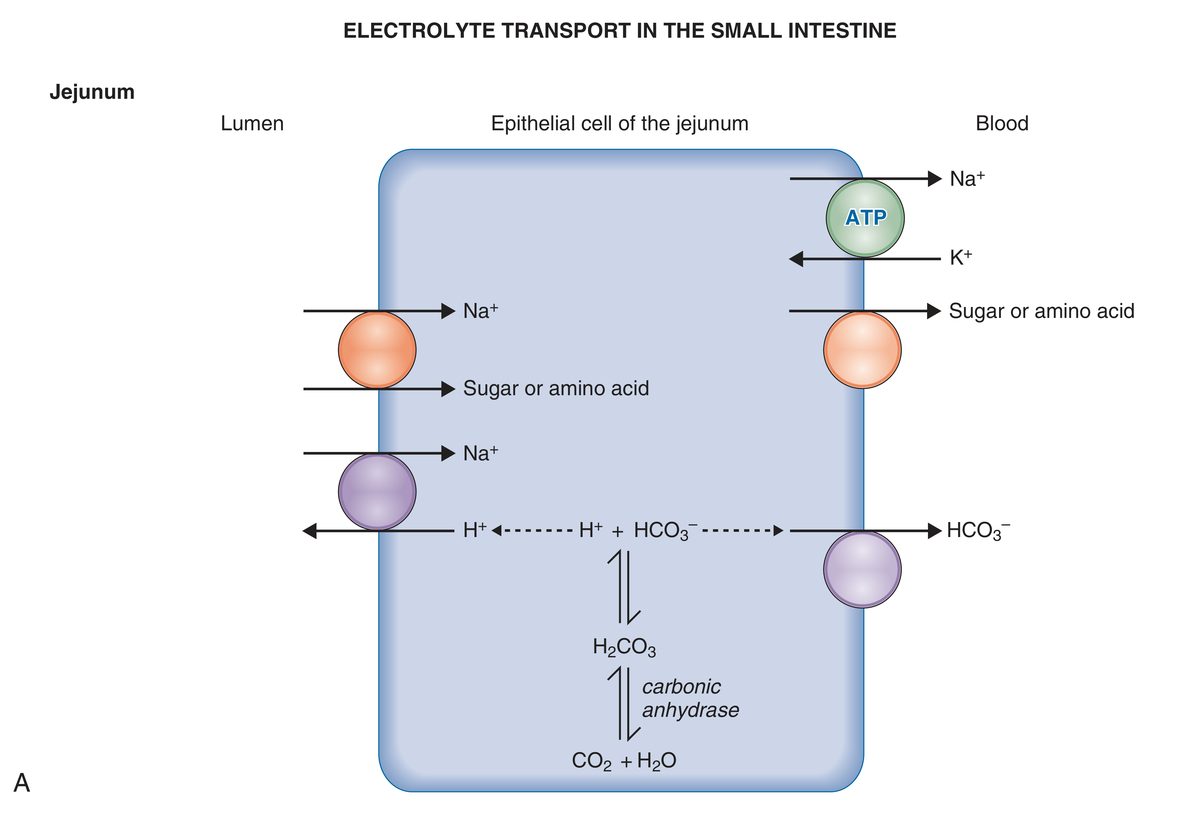 ELECTROLYTE TRANSPORT IN THE SMALL INTESTINE
Jejunum
Lumen
Epithelial cell of the jejunum
Blood
Na⁺
ATP
K⁺
Na⁺
Sugar or amino acid
Sugar or amino acid
Na⁺
H⁺ H⁺ + HCO₃⁻ HCO₃⁻
H₂CO₃
carbonic
anhydrase
CO₂ + H₂O
A